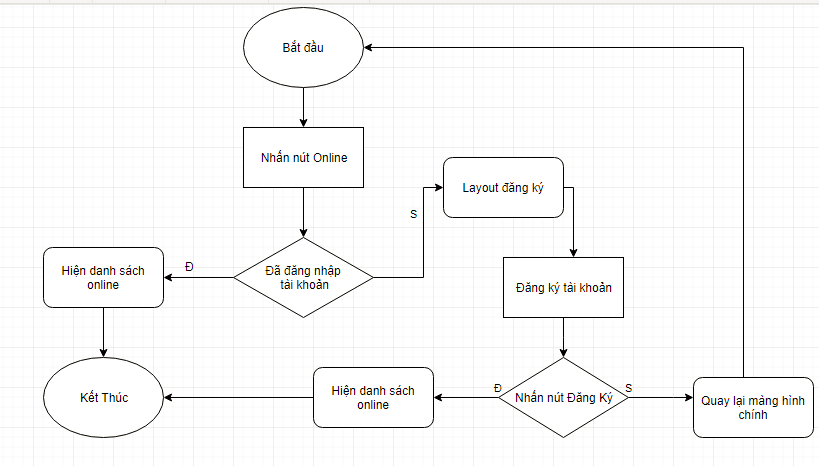 Bắt đầu
Nhấn nút Online
Layout đăng ký
S
Đã đăng nhập
tài khoản
Đ
Hiện danh sách
online
Đăng ký tài khoản
Kết Thúc
Hiện danh sách
online
Đ
Nhấn nút Đăng Ký
S
Quay lại màng hình
chính